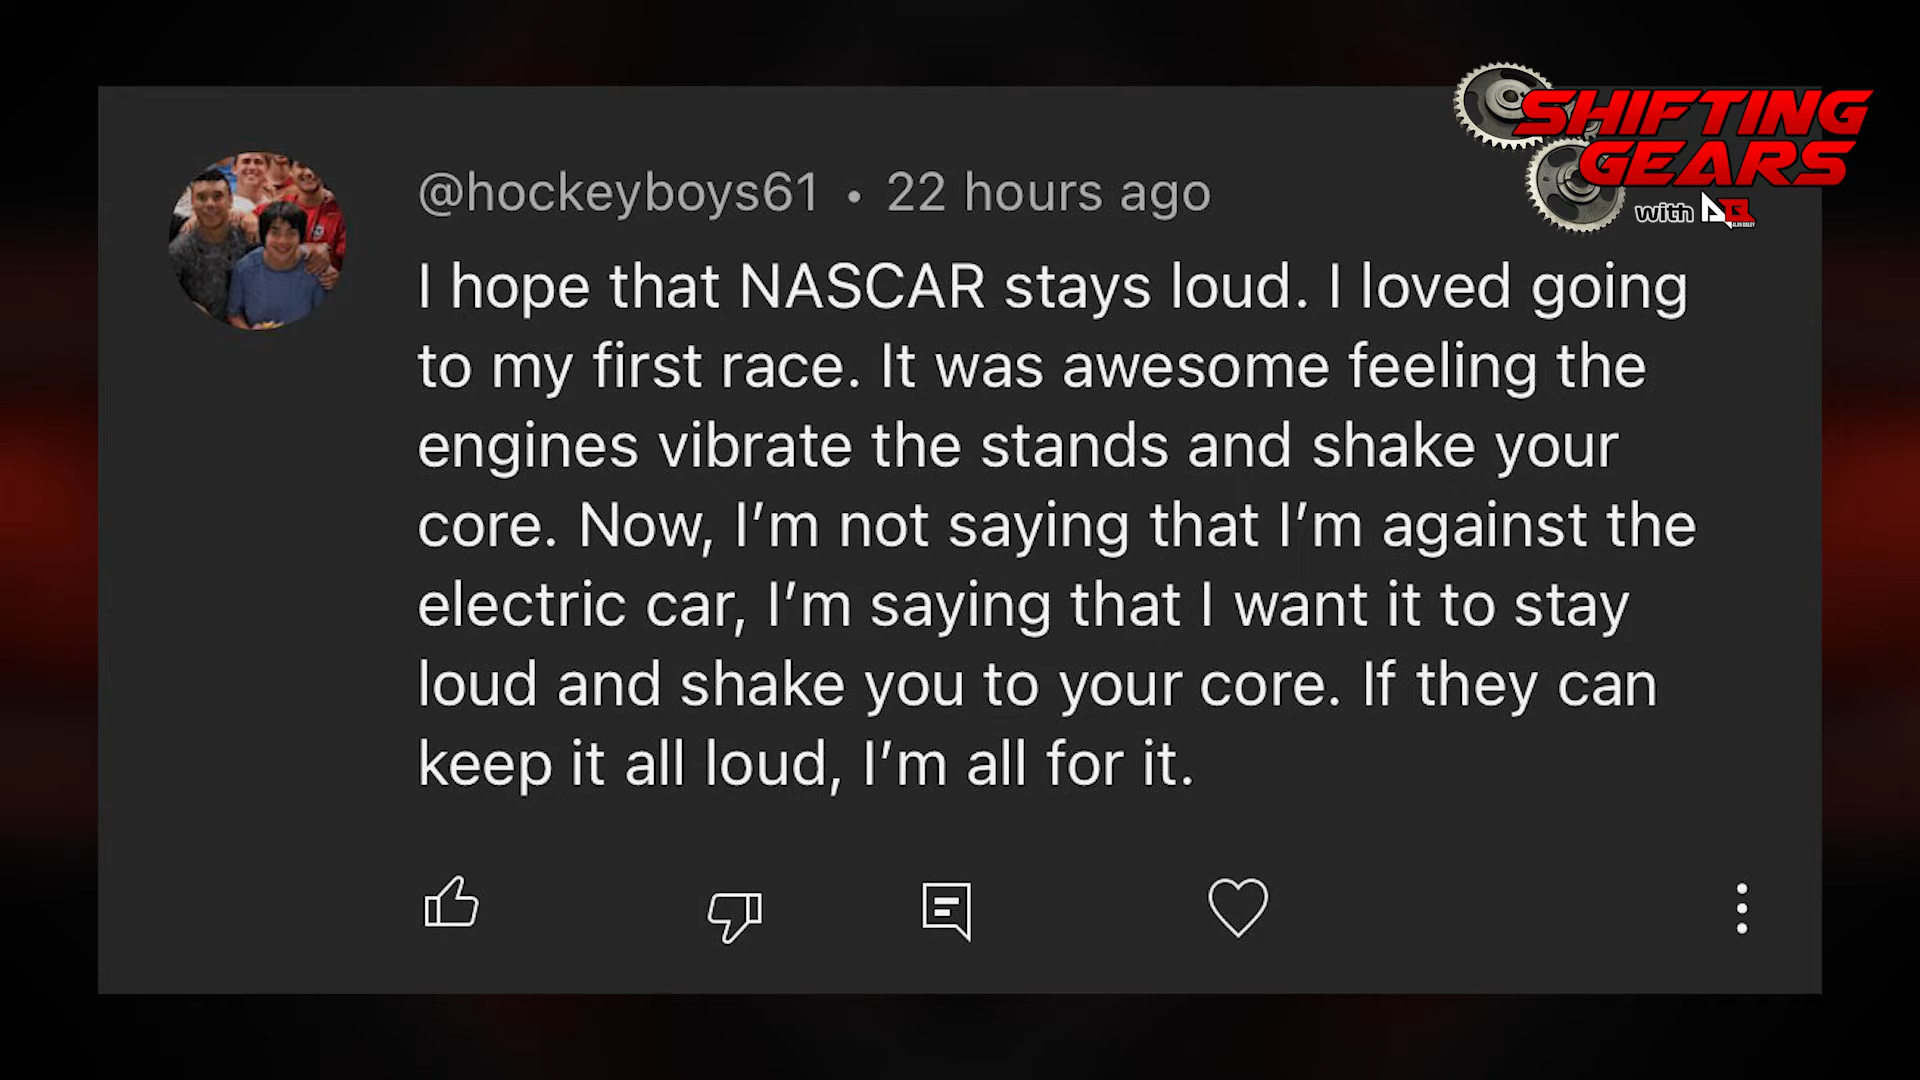 SHIFTING
GEARS
with AB
@hockeyboys61 • 22 hours ago
I hope that NASCAR stays loud. I loved going
to my first race. It was awesome feeling the
engines vibrate the stands and shake your
core. Now, I’m not saying that I’m against the
electric car, I’m saying that I want it to stay
loud and shake you to your core. If they can
keep it all loud, I’m all for it.